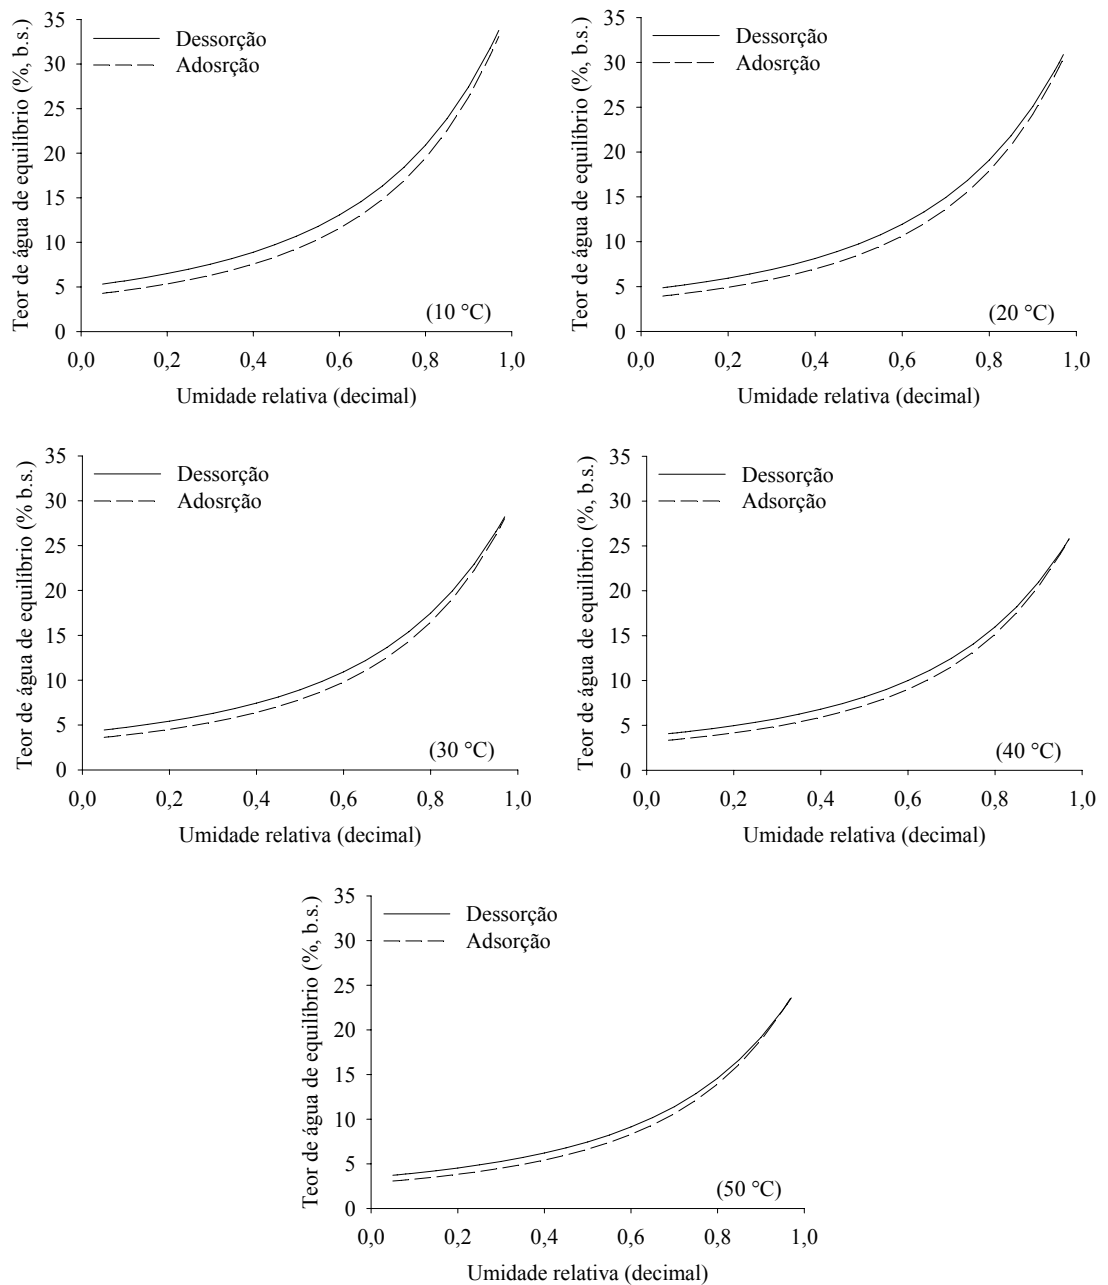 Teor de água de equilíbrio (%, b.s.)
35
30
25
20
15
10
5
0
Dessorção
Adosrção
(10 °C)
0,0 0,2 0,4 0,6 0,8 1,0
Umidade relativa (decimal)
Teor de água de equilíbrio (%, b.s.)
35
30
25
20
15
10
5
0
Dessorção
Adosrção
(20 °C)
0,0 0,2 0,4 0,6 0,8 1,0
Umidade relativa (decimal)
Teor de água de equilíbrio (% b.s.)
35
30
25
20
15
10
5
0
Dessorção
Adosrção
(30 °C)
0,0 0,2 0,4 0,6 0,8 1,0
Umidade relativa (decimal)
Teor de água de equilíbrio (%, b.s.)
35
30
25
20
15
10
5
0
Dessorção
Adsorção
(40 °C)
0,0 0,2 0,4 0,6 0,8 1,0
Umidade relativa (decimal)
Teor de água de equilíbrio (%, b.s.)
35
30
25
20
15
10
5
0
Dessorção
Adsorção
(50 °C)
0,0 0,2 0,4 0,6 0,8 1,0
Umidade relativa (decimal)